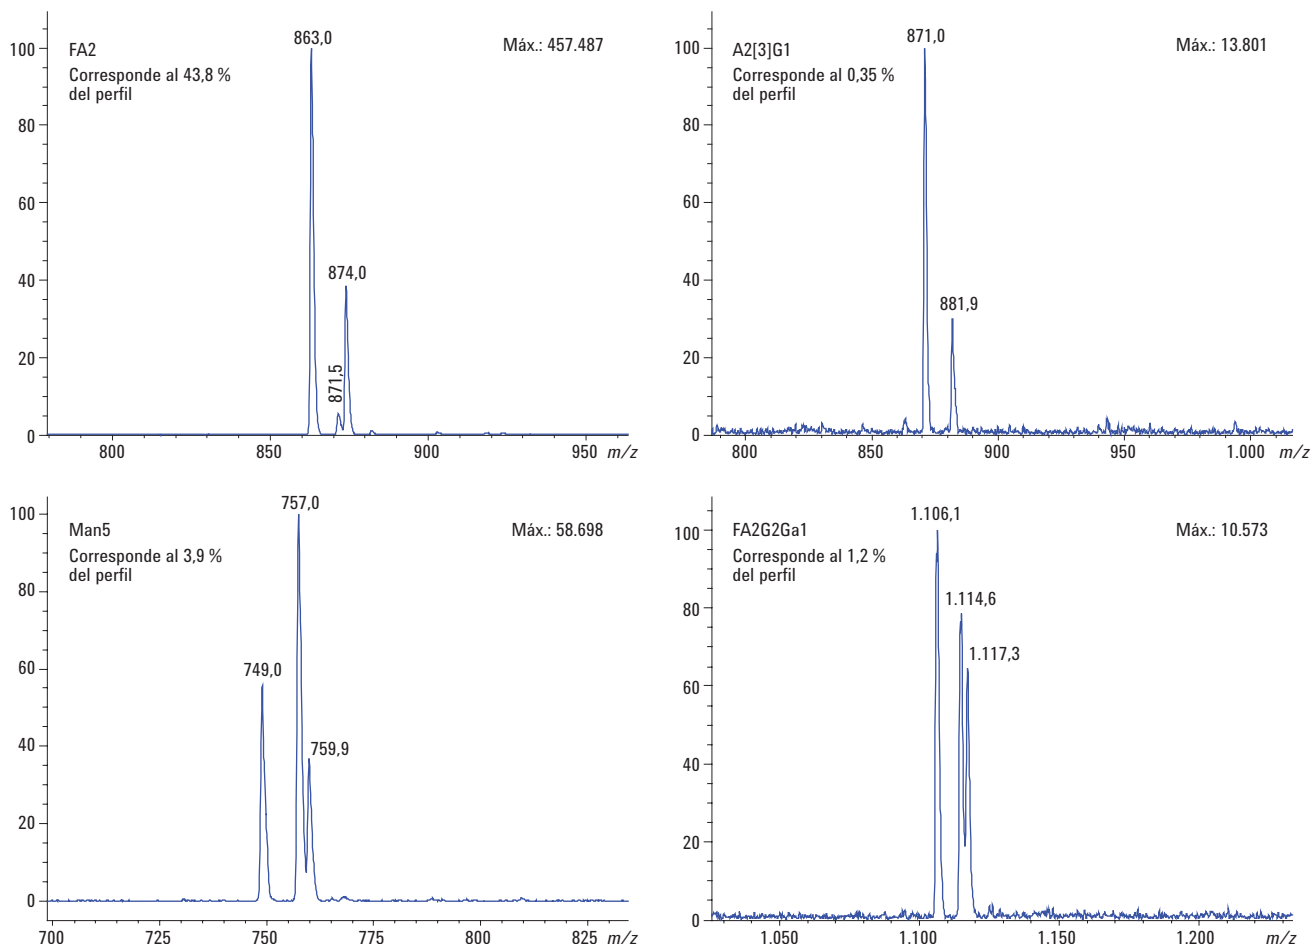 FA2
Corresponde al 43,8 %
del perfil
Máx.: 457.487
863,0
871,5
874,0
100
80
60
40
20
0
800
850
900
950
m/z
A2[3]G1
Corresponde al 0,35 %
del perfil
Máx.: 13.801
871,0
881,9
100
80
60
40
20
0
800
850
900
950
1.000
m/z
Man5
Corresponde al 3,9 %
del perfil
Máx.: 58.698
757,0
749,0
759,9
100
80
60
40
20
0
700
725
750
775
800
825
m/z
FA2G2Ga1
Corresponde al 1,2 %
del perfil
Máx.: 10.573
1.106,1
1.114,6
1.117,3
100
80
60
40
20
0
1.050
1.100
1.150
1.200
m/z